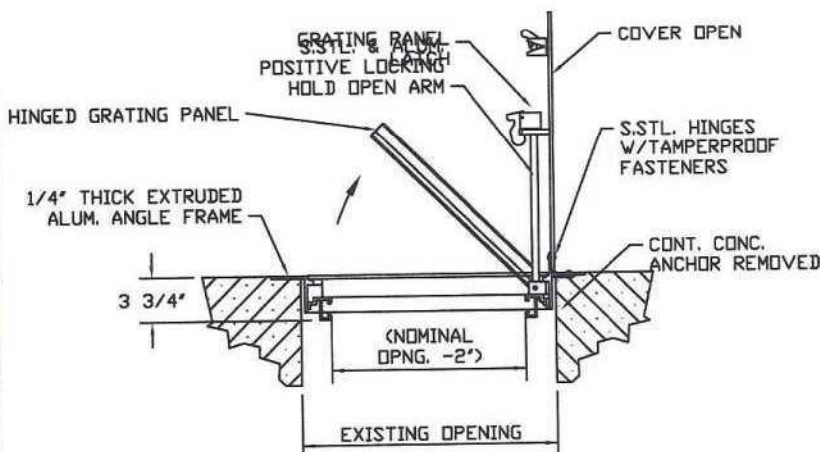 GRATING PANEL
LATCH
S.STL. & ALUM.
POSITIVE LOCKING
HOLD OPEN ARM
COVER OPEN
HINGED GRATING PANEL
S.STL. HINGES
W/TAMPERPROOF
FASTENERS
1/4" THICK EXTRUDED
ALUM. ANGLE FRAME
CONT. CONC.
ANCHOR REMOVED
3 3/4"
(NOMINAL
OPNG. -2")
EXISTING OPENING